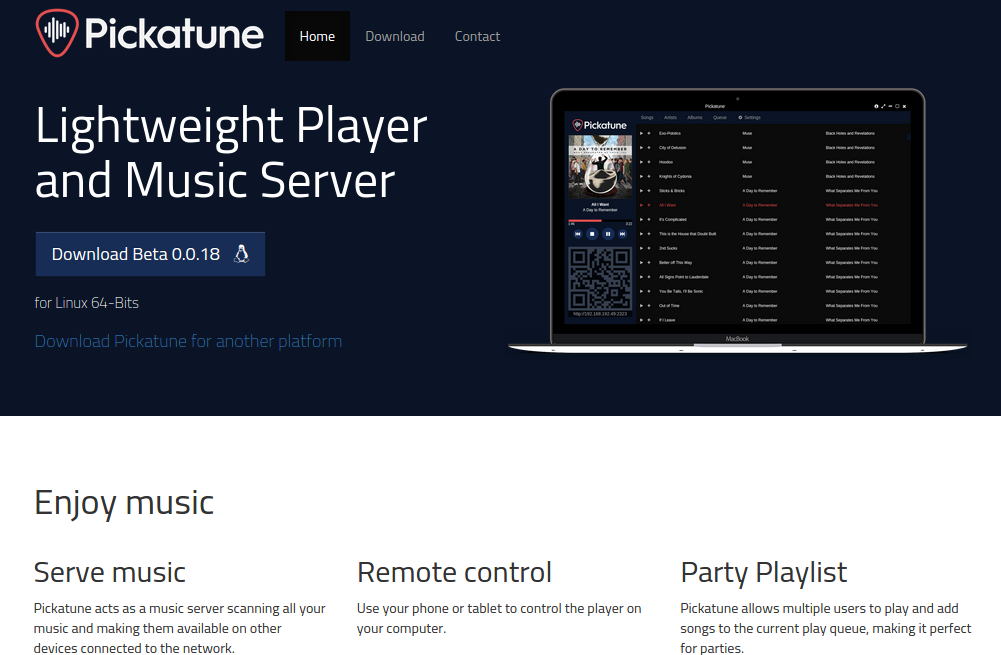 Pickatune
Home
Download
Contact
Lightweight Player
and Music Server
Download Beta 0.0.18
for Linux 64-Bits
Download Pickatune for another platform
Pickatune
Pickatune
Songs Artists Albums Queue Settings
A DAY TO REMEMBER
All I Want
A Day to Remember
Exo-Politics Muse Black Holes and Revelations
City of Delusion Muse Black Holes and Revelations
Hoodoo Muse Black Holes and Revelations
Knights of Cydonia Muse Black Holes and Revelations
Sticks & Bricks A Day to Remember What Separates Me From You
All I Want A Day to Remember What Separates Me From You
It's Complicated A Day to Remember What Separates Me From You
This is the House that Doubt Built A Day to Remember What Separates Me From You
2nd Sucks A Day to Remember What Separates Me From You
Better off This Way A Day to Remember What Separates Me From You
All Signs Point to Lauderdale A Day to Remember What Separates Me From You
You Be Tails, I'll Be Sonic A Day to Remember What Separates Me From You
Out of Time A Day to Remember What Separates Me From You
If I Leave A Day to Remember What Separates Me From You
MacBook
Enjoy music
Serve music
Pickatune acts as a music server scanning all your
music and making them available on other
devices connected to the network.
Remote control
Use your phone or tablet to control the player on
your computer.
Party Playlist
Pickatune allows multiple users to play and add
songs to the current play queue, making it perfect
for parties.